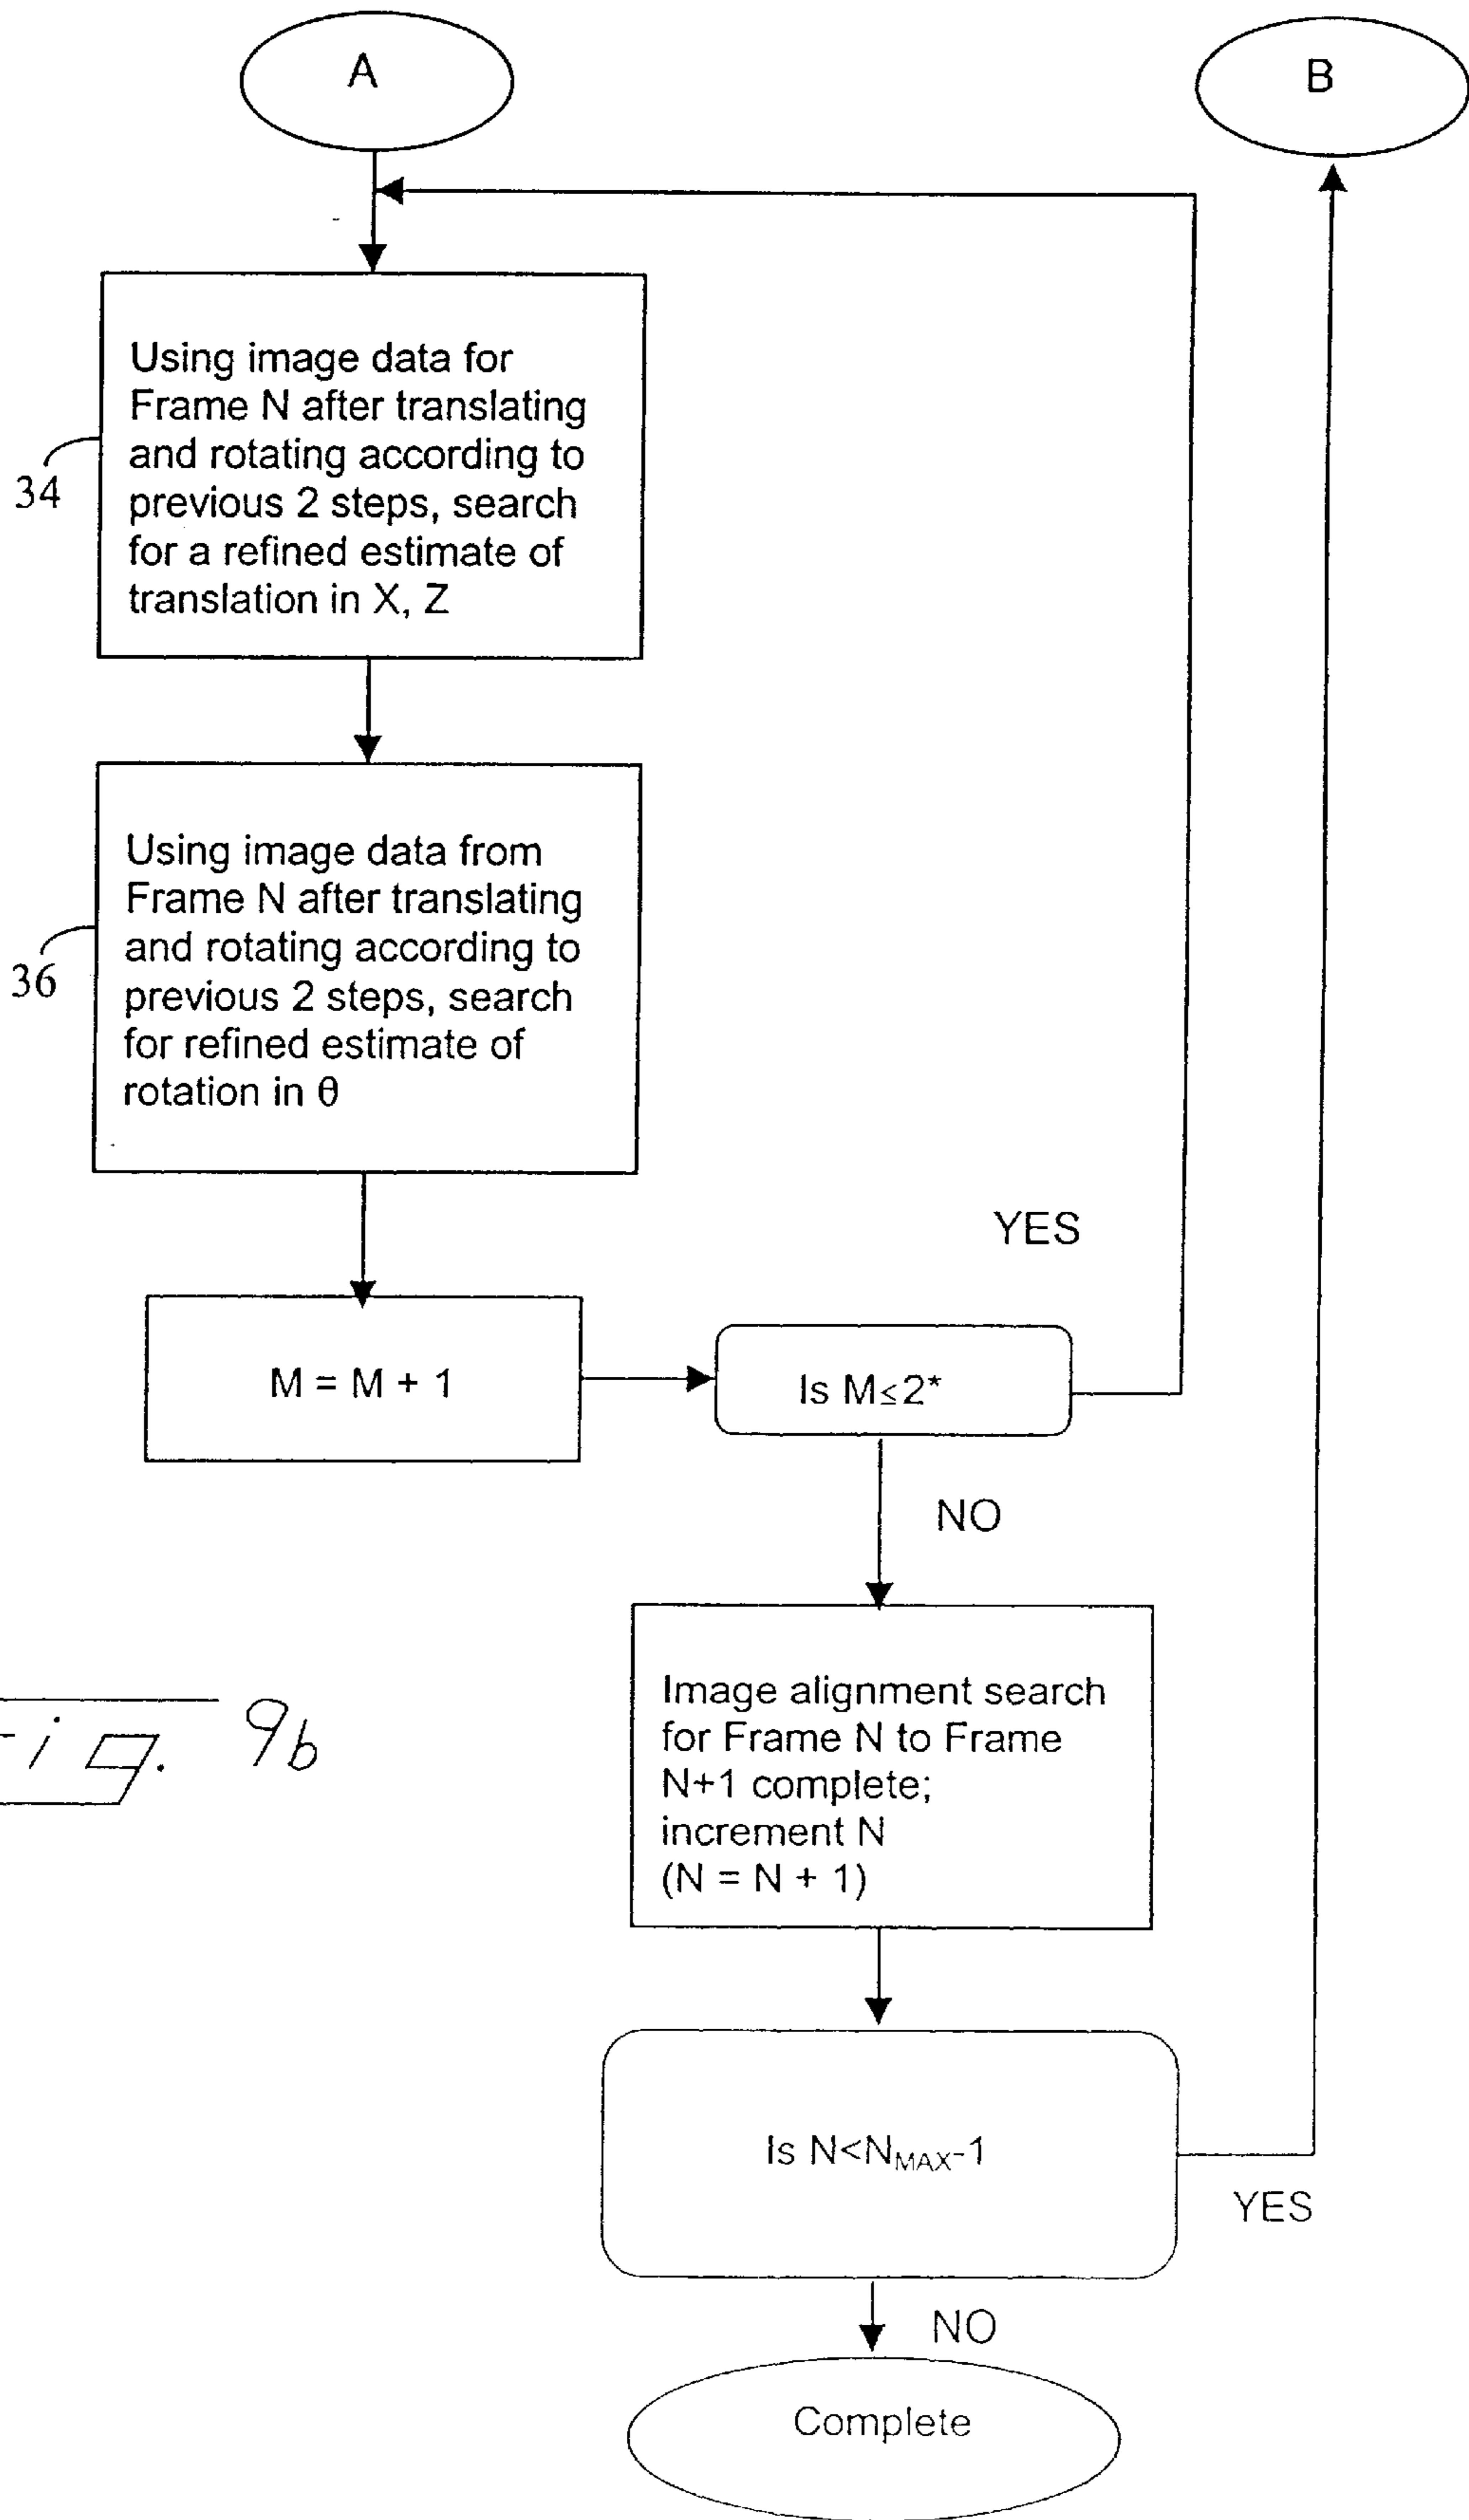 A
B
Using image data for
Frame N after translating
and rotating according to
previous 2 steps, search
for a refined estimate of
translation in X, Z
34
Using image data from
Frame N after translating
and rotating according to
previous 2 steps, search
for refined estimate of
rotation in θ
36
YES
M = M + 1
Is M≤2*
NO
Image alignment search
for Frame N to Frame
N+1 complete;
increment N
(N = N + 1)
9b
Is N<NMAX-1
YES
NO
Complete